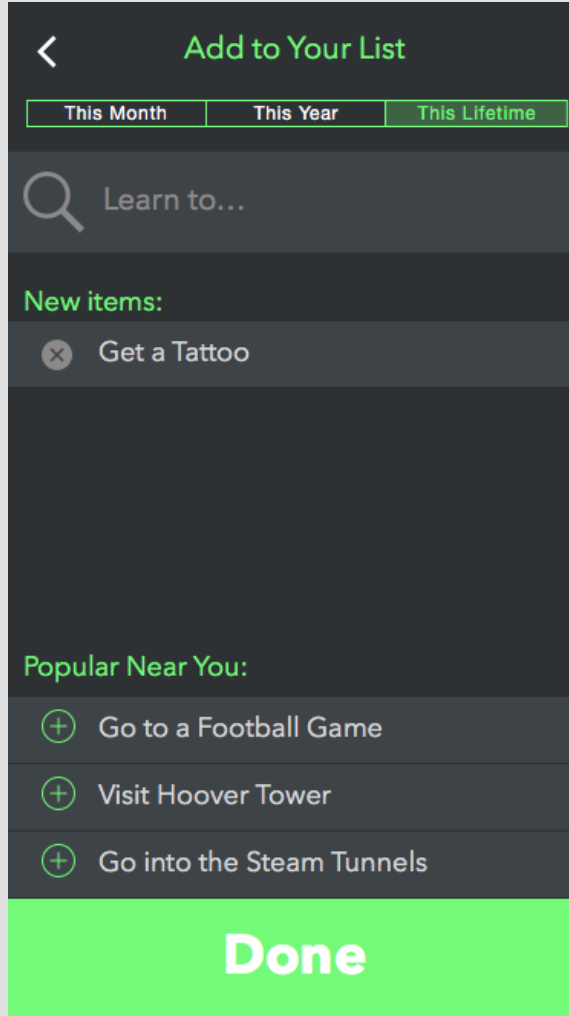 Add to Your List
This Month This Year This Lifetime
Learn to...
New items:
Get a Tattoo
Popular Near You:
Go to a Football Game
Visit Hoover Tower
Go into the Steam Tunnels
Done